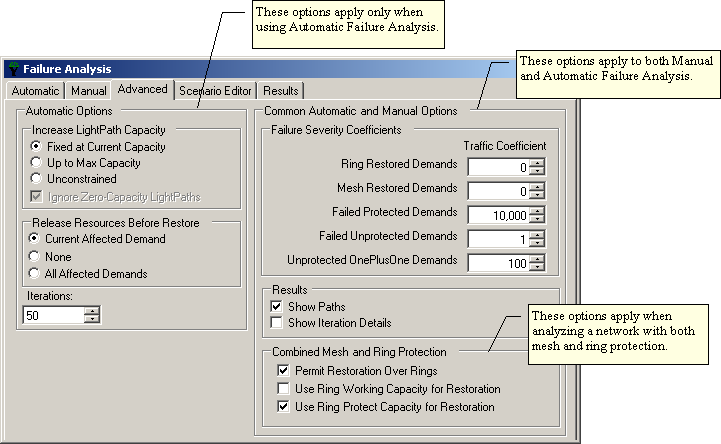 These options apply only when
using Automatic Failure Analysis.
These options apply to both Manual
and Automatic Failure Analysis.
Failure Analysis
Automatic
Manual
Advanced
Scenario Editor
Results
Automatic Options
Increase LightPath Capacity
Fixed at Current Capacity
Up to Max Capacity
Unconstrained
Ignore Zero-Capacity LightPaths
Release Resources Before Restore
Current Affected Demand
None
All Affected Demands
Iterations:
50
Common Automatic and Manual Options
Failure Severity Coefficients
Traffic Coefficient
Ring Restored Demands 0
Mesh Restored Demands 0
Failed Protected Demands 10,000
Failed Unprotected Demands 1
Unprotected OnePlusOne Demands 100
Results
Show Paths
Show Iteration Details
These options apply when
analyzing a network with both
mesh and ring protection.
Combined Mesh and Ring Protection
Permit Restoration Over Rings
Use Ring Working Capacity for Restoration
Use Ring Protect Capacity for Restoration